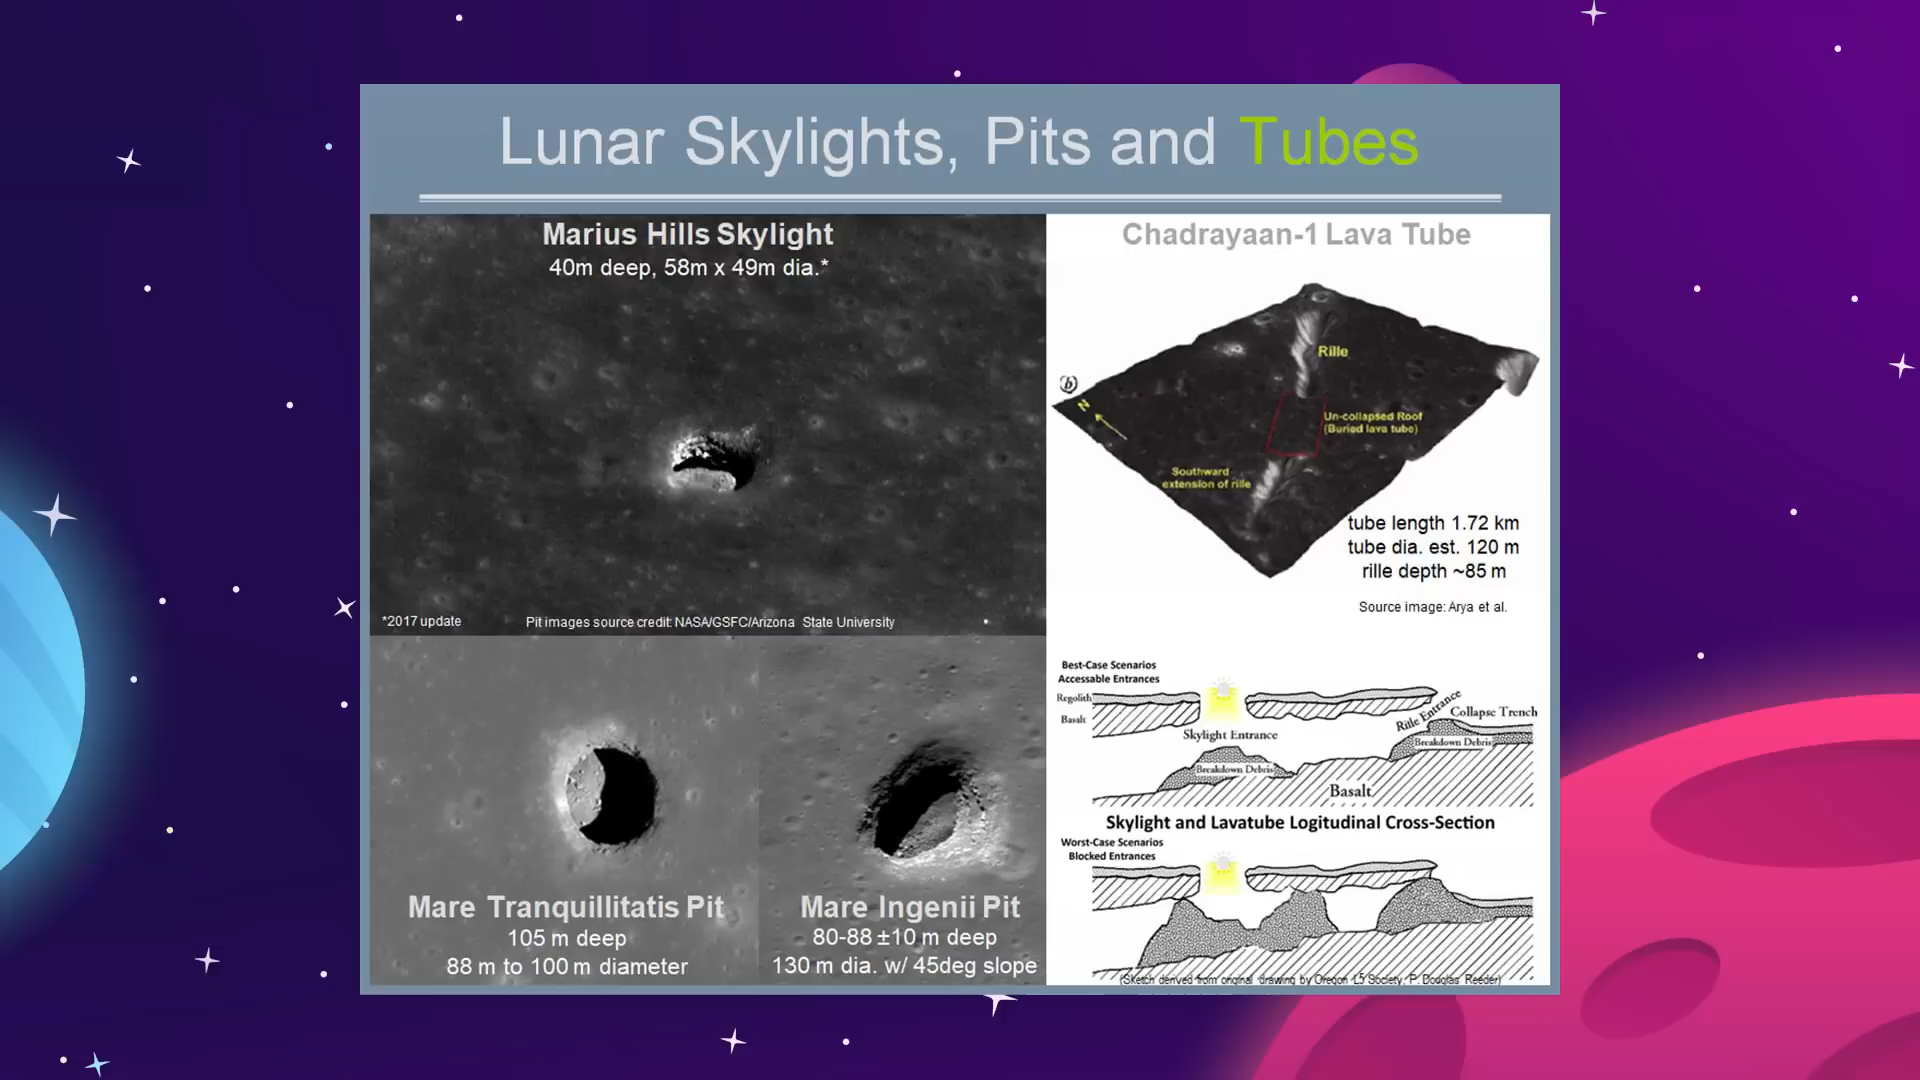 Lunar Skylights, Pits and Tubes
Marius Hills Skylight
40m deep, 58m x 49m dia.*
*2017 update
Pit images source credit: NASA/GSFC/Arizona State University
Mare Tranquillitatis Pit
105 m deep
88 m to 100 m diameter
Mare Ingenii Pit
80-88 ±10 m deep
130 m dia. w/ 45deg slope
Chadrayaan-1 Lava Tube
Rille
(b)
N
Un-collapsed Roof
(Buried lava tube)
Southward
extension of rille
tube length 1.72 km
tube dia. est. 120 m
rille depth ~85 m
Source image: Arya et al.
Best-Case Scenarios
Accessable Entrances
Regolith
Basalt
Skylight Entrance
Rille Entrance
Collapse Trench
Breakdown Debris
Breakdown Debris
Basalt
Skylight and Lavatube Logitudinal Cross-Section
Worst-Case Scenarios
Blocked Entrances
(Sketch derived from original drawing by Oregon L5 Society, P. Douglas Reeder)